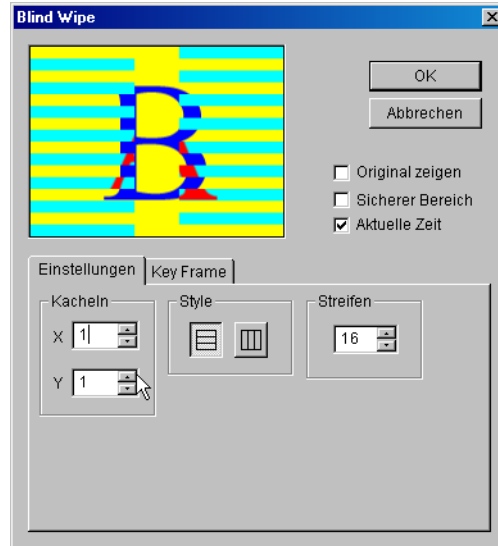 Blind Wipe
OK
Abbrechen
Original zeigen
Sicherer Bereich
Aktuelle Zeit
Einstellungen
Key Frame
Kacheln
Style
Streifen
X 1
16
Y 1